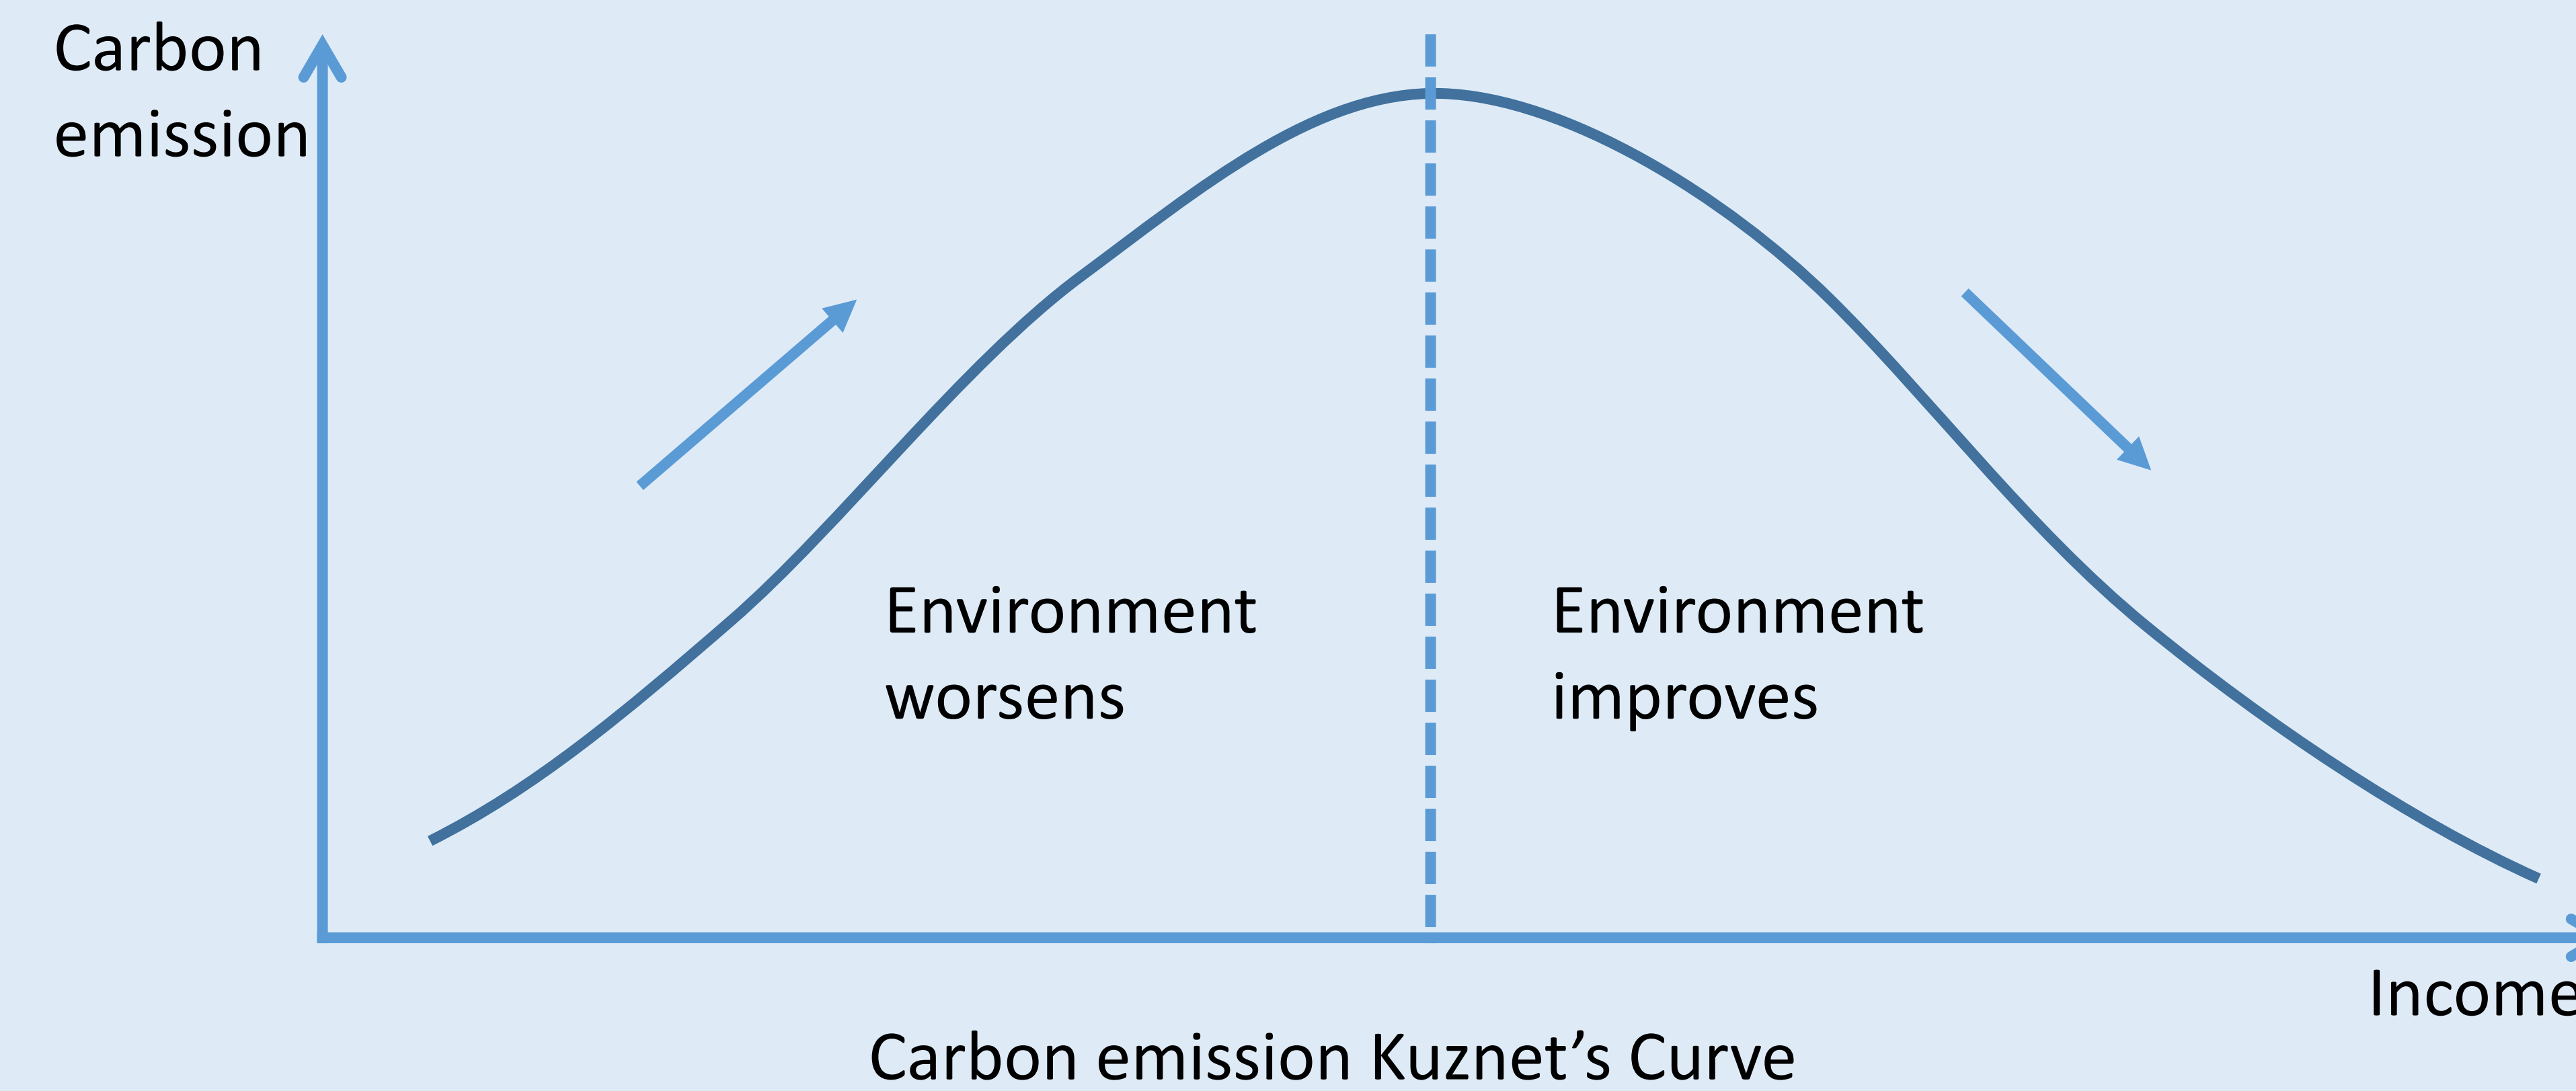 Carbon
emission
Environment
worsens
Environment
improves
Income
Carbon emission Kuznet’s Curve